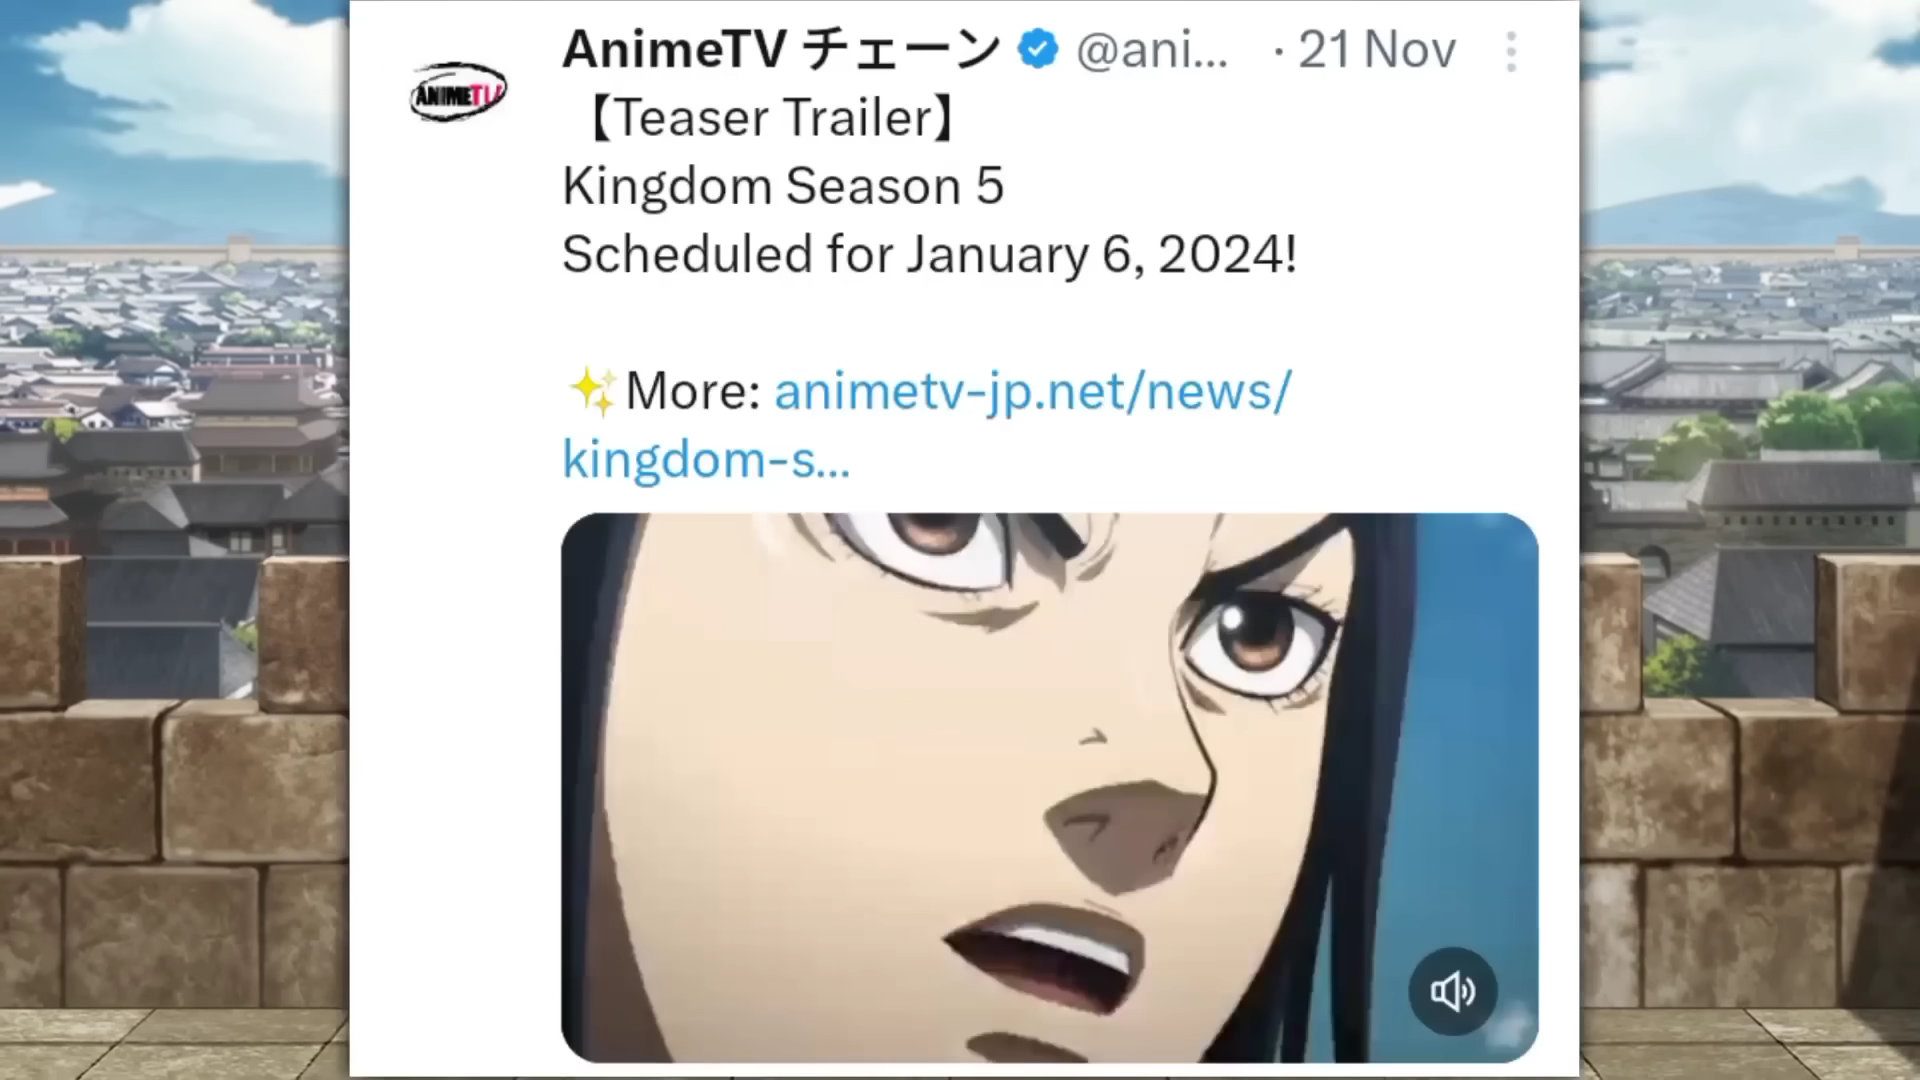 AnimeTV チェーン @ani... · 21 Nov
ANIMETV
【Teaser Trailer】
Kingdom Season 5
Scheduled for January 6, 2024!
✨More: animetv-jp.net/news/
kingdom-s...